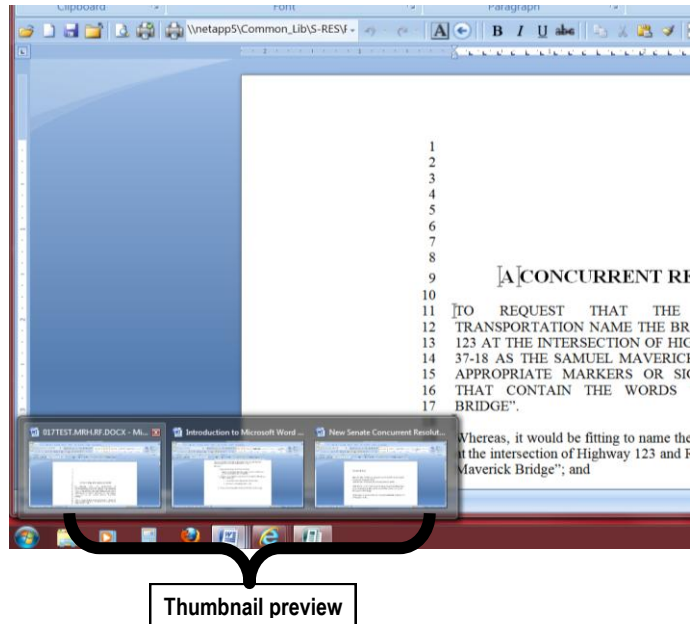 Clipboard Font Paragraph
\\netapp5\Common_Lib\S-RES\F
A B I U abc
1
2
3
4
5
6
7
8
9 A CONCURRENT RE
10
11 TO REQUEST THAT THE
12 TRANSPORTATION NAME THE BR
13 123 AT THE INTERSECTION OF HIG
14 37-18 AS THE SAMUEL MAVERICK
15 APPROPRIATE MARKERS OR SIG
16 THAT CONTAIN THE WORDS
17 BRIDGE".
Whereas, it would be fitting to name the
at the intersection of Highway 123 and
Maverick Bridge"; and
017TEST.MRH.RF.DOCX - Mi... Introduction to Microsoft Word ... New Senate Concurrent Resolut...
Thumbnail preview